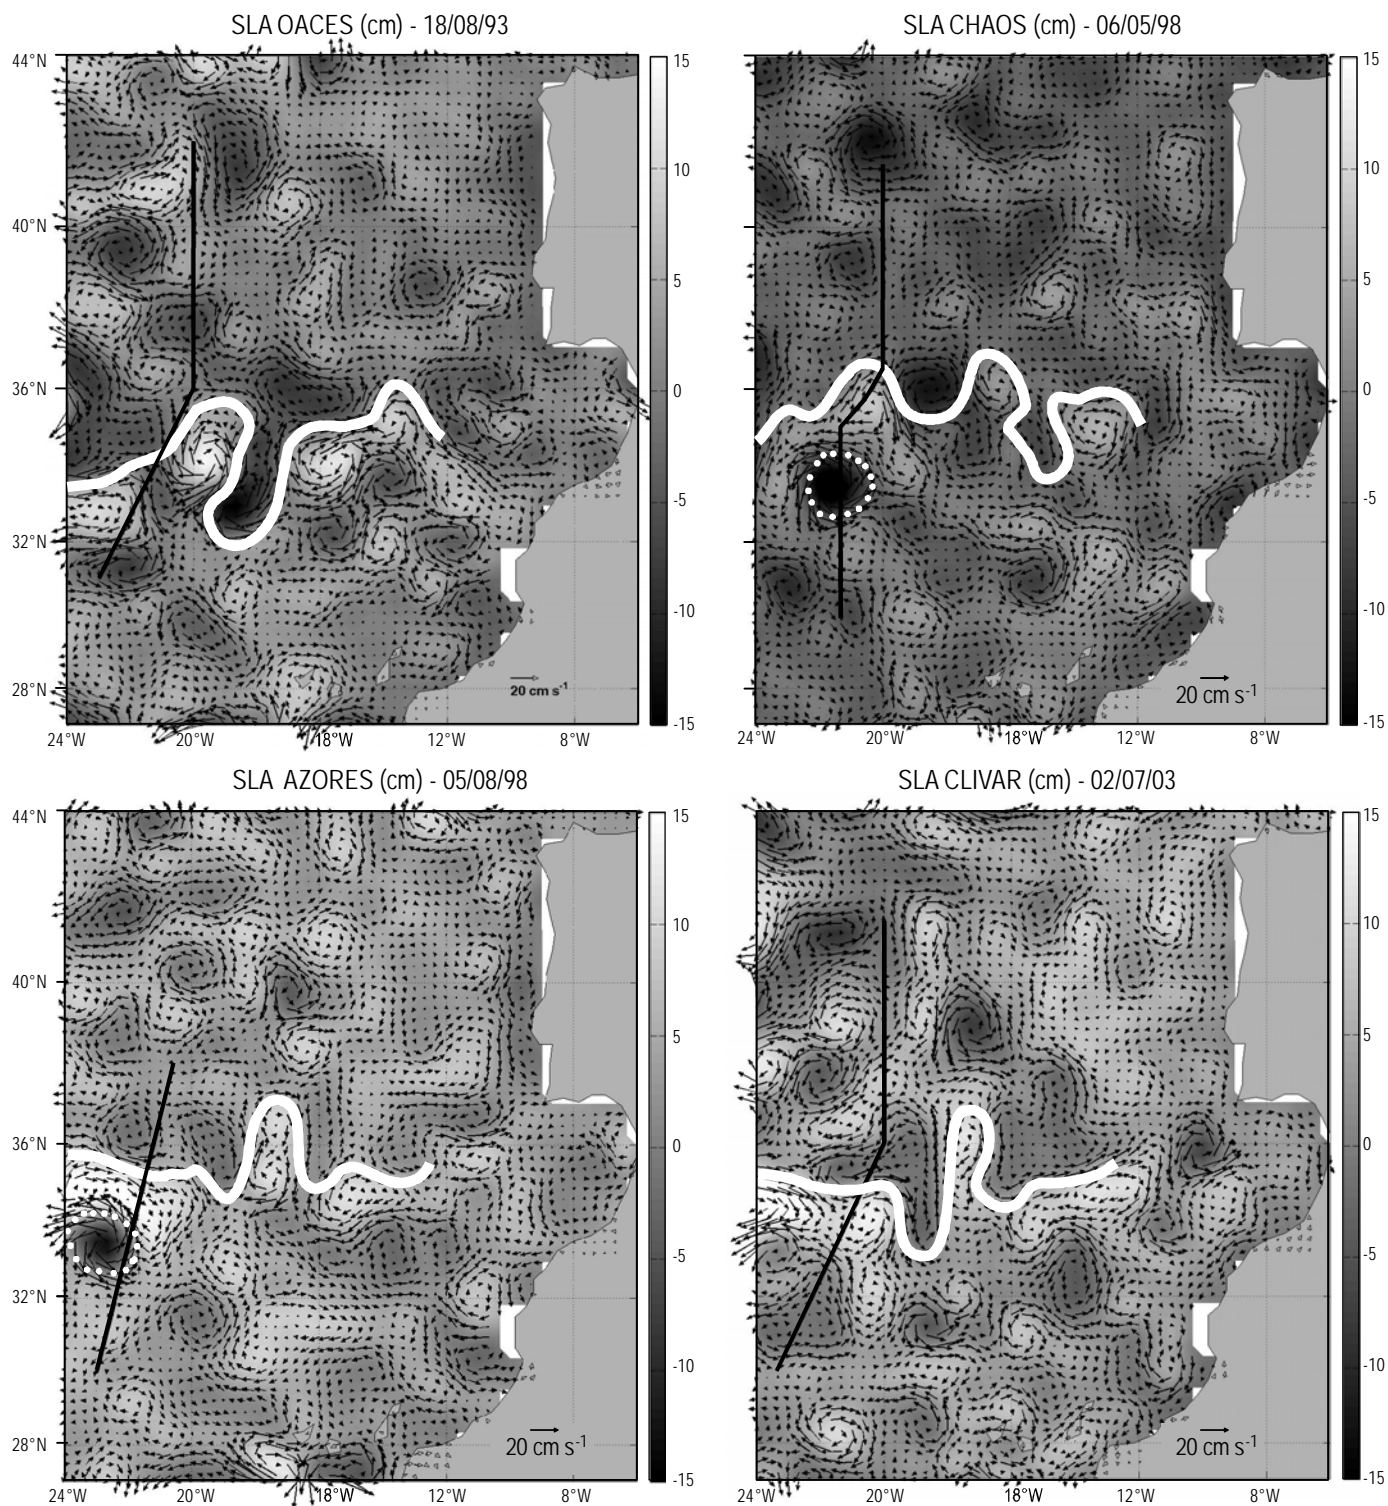 SLA OACES (cm) - 18/08/93
SLA CHAOS (cm) - 06/05/98
44°N
40°N
36°N
32°N
28°N
15
10
5
0
-5
-10
-15
15
10
5
0
-5
-10
-15
20 cm s-1
20 cm s-1
24°W 20°W 18°W 12°W 8°W
24°W 20°W 18°W 12°W 8°W
SLA AZORES (cm) - 05/08/98
SLA CLIVAR (cm) - 02/07/03
44°N
40°N
36°N
32°N
28°N
15
10
5
0
-5
-10
-15
15
10
5
0
-5
-10
-15
20 cm s-1
20 cm s-1
24°W 20°W 18°W 12°W 8°W
24°W 20°W 18°W 12°W 8°W